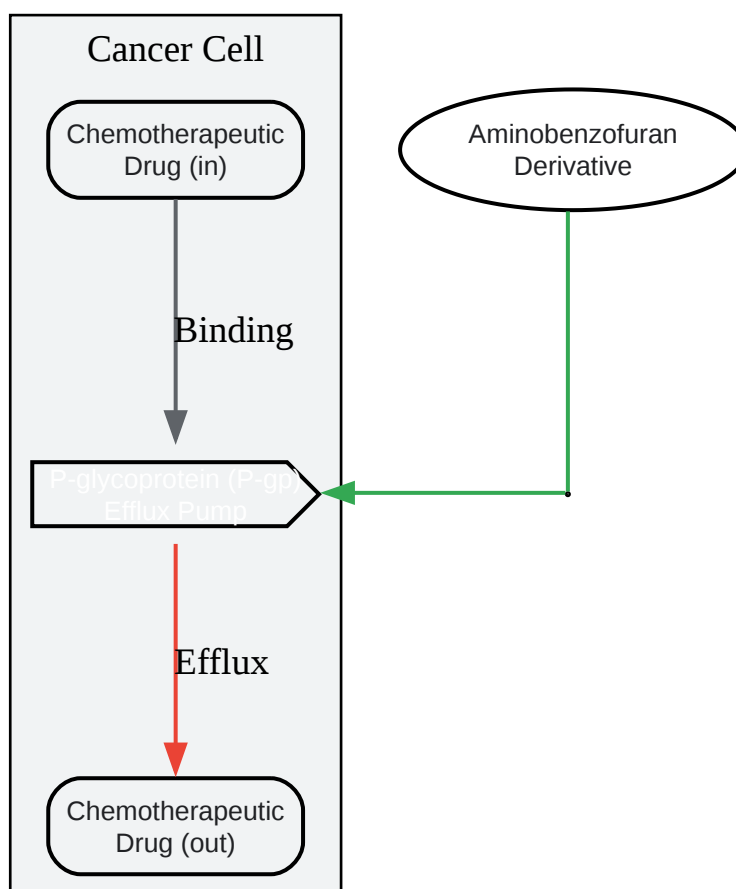 Cancer Cell
Chemotherapeutic
Drug (in)
Aminobenzofuran
Derivative
Binding
P-glycoprotein (P-gp)
Efflux Pump
Efflux
Chemotherapeutic
Drug (out)